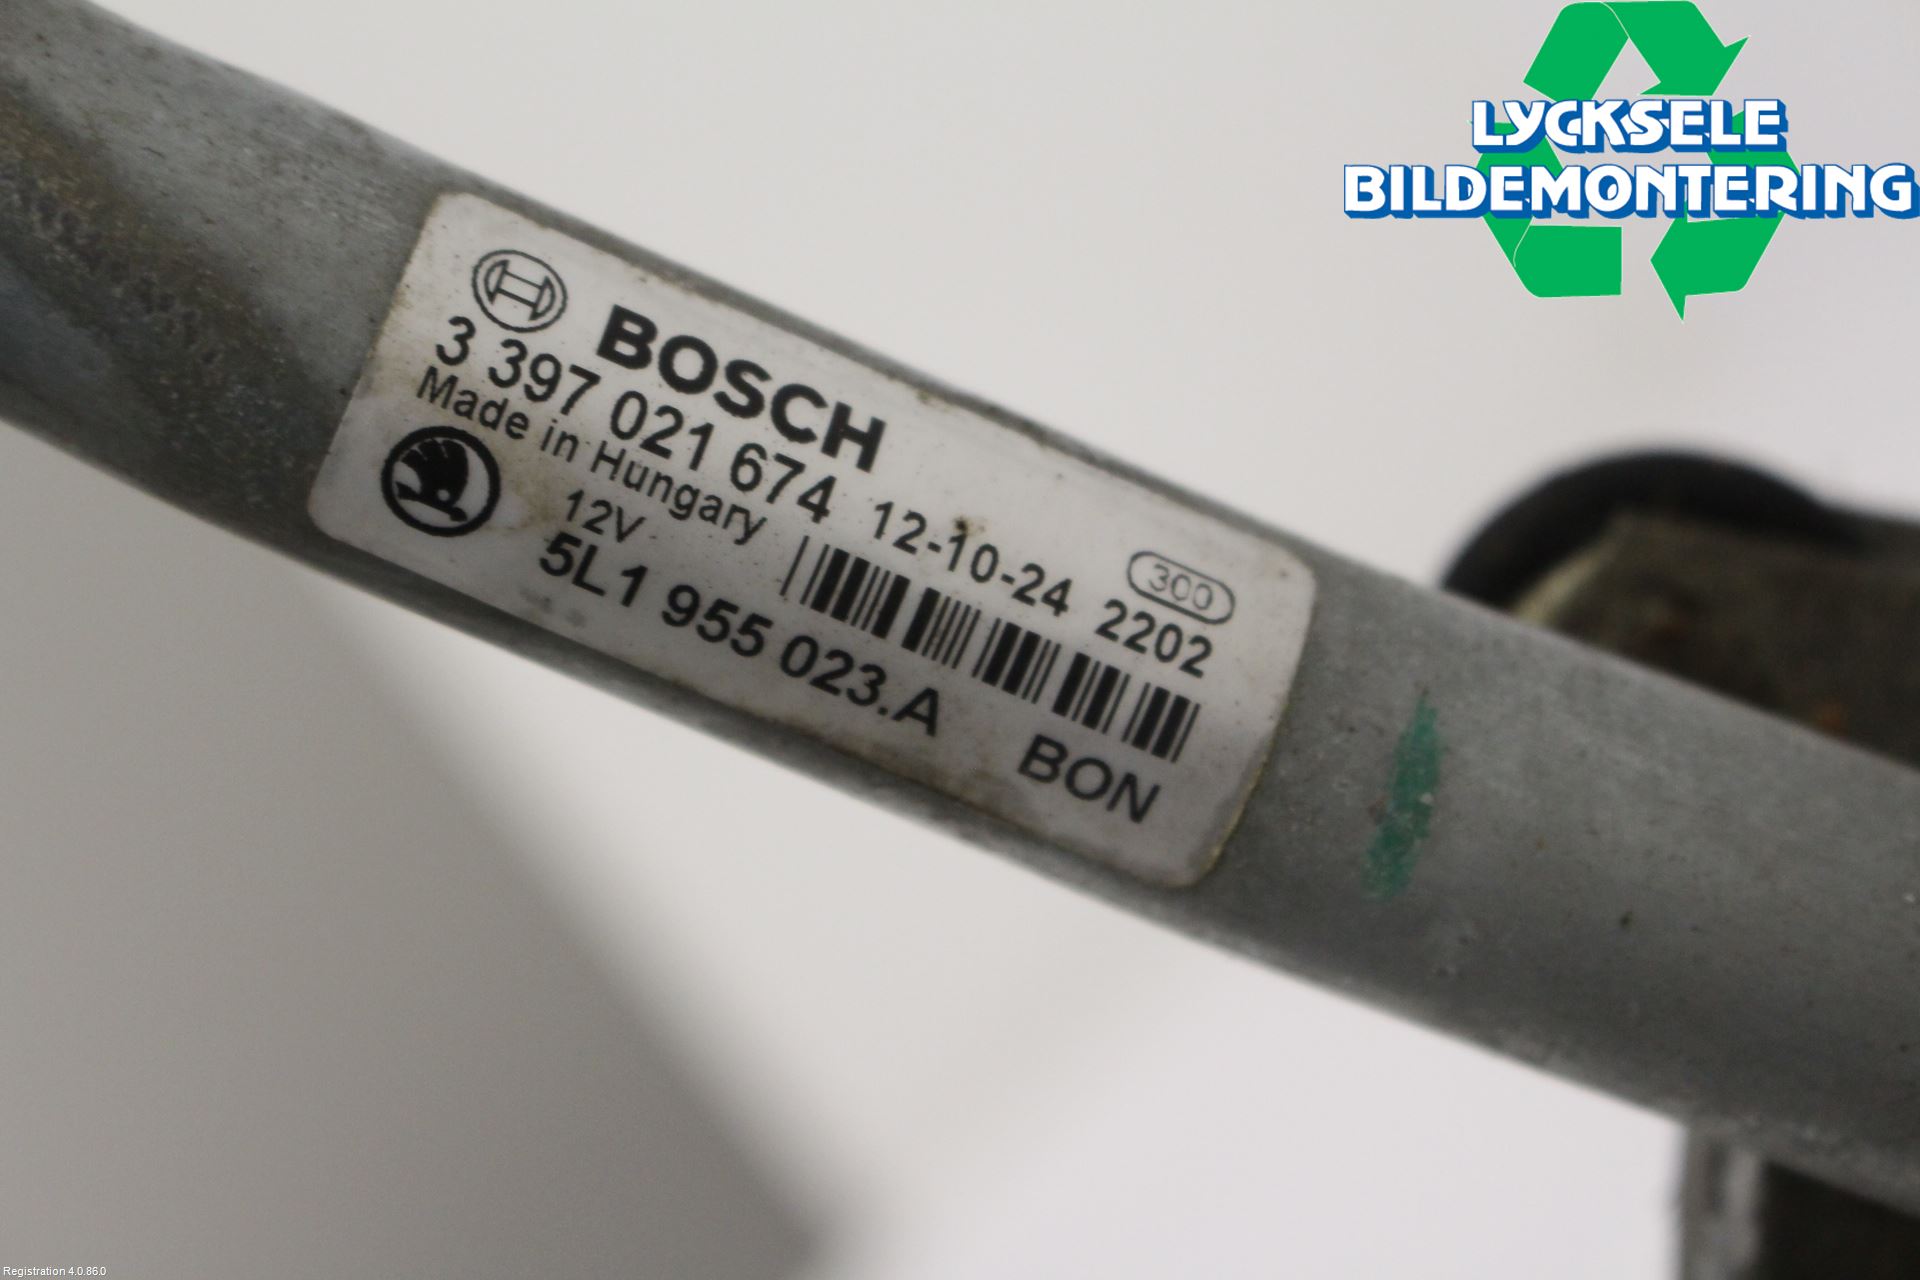 LYCKSELE
BILDEMONTERING
BOSCH
3 397 021 674 12-10-24 2202
300
Made in Hungary
12V
5L1 955 023.A BON
Registration 4.0.86.0